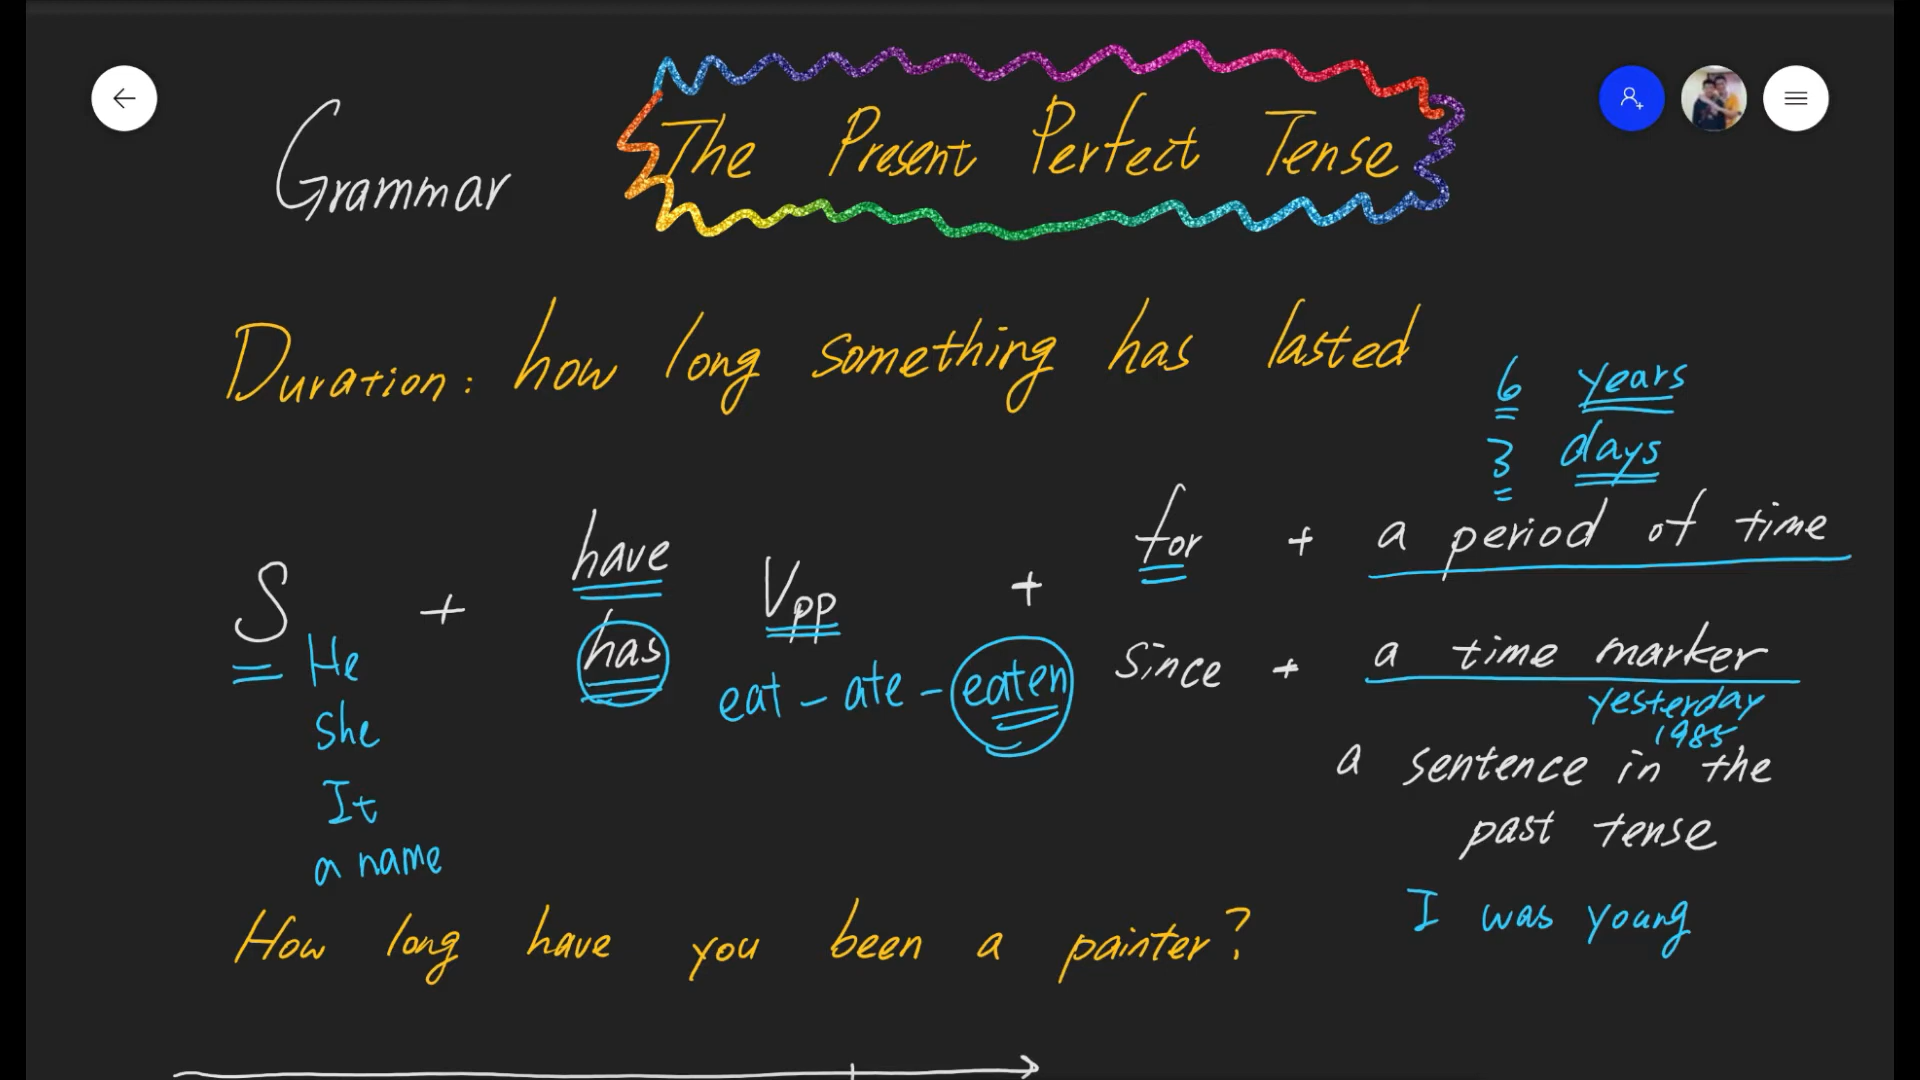 Grammar The Present Perfect Tense
Duration: how long something has lasted
6 years
3 days
S + have Vpp + for + a period of time
has since + a time marker
He eat - ate - eaten yesterday
She 1985
It a sentence in the
a name past tense
How long have you been a painter? I was young